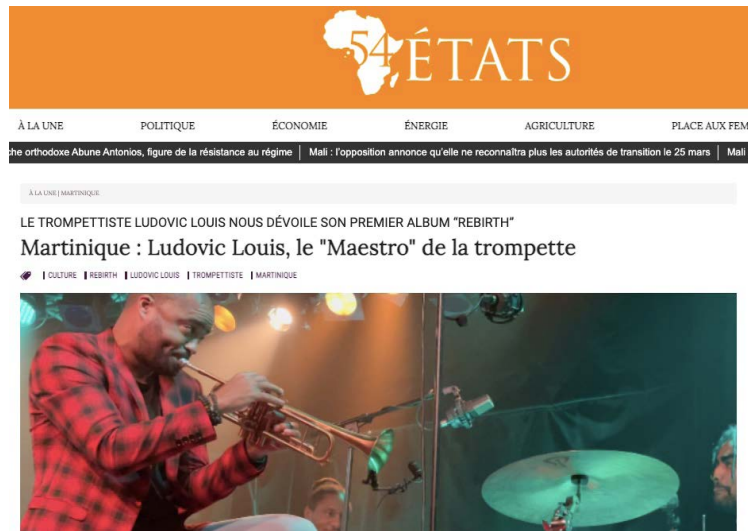 54 ÉTATS
À LA UNE POLITIQUE ÉCONOMIE ÉNERGIE AGRICULTURE PLACE AUX FEM
che orthodoxe Abune Antonios, figure de la résistance au régime | Mali : l'opposition annonce qu'elle ne reconnaîtra plus les autorités de transition le 25 mars | Mali
À LA UNE | MARTINIQUE
LE TROMPETTISTE LUDOVIC LOUIS NOUS DÉVOILE SON PREMIER ALBUM “REBIRTH”
Martinique : Ludovic Louis, le "Maestro" de la trompette
| CULTURE | REBIRTH | LUDOVIC LOUIS | TROMPETTISTE | MARTINIQUE